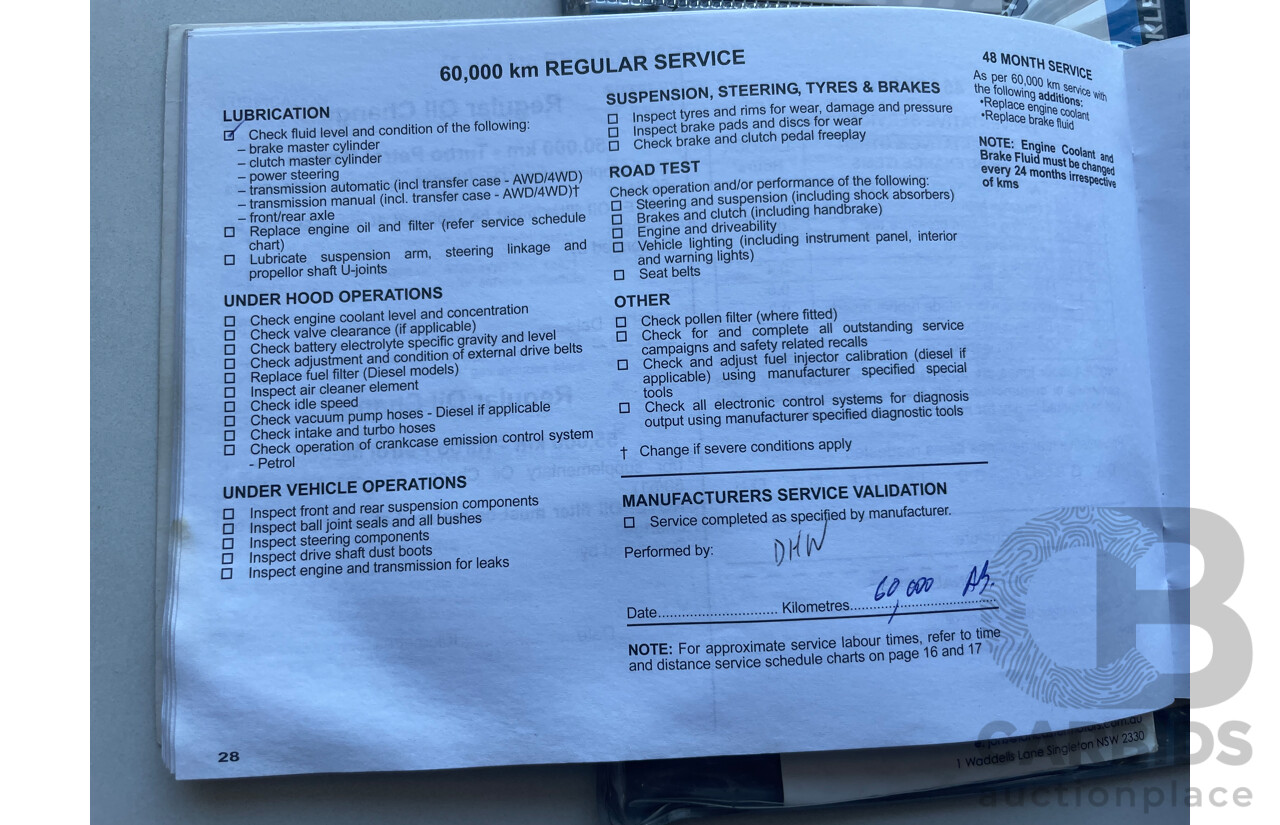 60,000 km REGULAR SERVICE
LUBRICATION
Check fluid level and condition of the following:
– brake master cylinder
– clutch master cylinder
– power steering
– transmission automatic (incl transfer case - AWD/4WD)
– transmission manual (incl. transfer case - AWD/4WD)†
– front/rear axle
Replace engine oil and filter (refer service schedule
chart)
Lubricate suspension arm, steering linkage and
propellor shaft U-joints
UNDER HOOD OPERATIONS
Check engine coolant level and concentration
Check valve clearance (if applicable)
Check battery electrolyte specific gravity and level
Check adjustment and condition of external drive belts
Replace fuel filter (Diesel models)
Inspect air cleaner element
Check idle speed
Check vacuum pump hoses - Diesel if applicable
Check intake and turbo hoses
Check operation of crankcase emission control system
- Petrol
UNDER VEHICLE OPERATIONS
Inspect front and rear suspension components
Inspect ball joint seals and all bushes
Inspect steering components
Inspect drive shaft dust boots
Inspect engine and transmission for leaks
28
SUSPENSION, STEERING, TYRES & BRAKES
Inspect tyres and rims for wear, damage and pressure
Inspect brake pads and discs for wear
Check brake and clutch pedal freeplay
ROAD TEST
Check operation and/or performance of the following:
Steering and suspension (including shock absorbers)
Brakes and clutch (including handbrake)
Engine and driveability
Vehicle lighting (including instrument panel, interior
and warning lights)
Seat belts
OTHER
Check pollen filter (where fitted)
Check for and complete all outstanding service
campaigns and safety related recalls
Check and adjust fuel injector calibration (diesel if
applicable) using manufacturer specified special
tools
Check all electronic control systems for diagnosis
output using manufacturer specified diagnostic tools
† Change if severe conditions apply
MANUFACTURERS SERVICE VALIDATION
Service completed as specified by manufacturer.
Performed by: DHW
Date.............................. Kilometres 60,000
NOTE: For approximate service labour times, refer to time
and distance service schedule charts on page 16 and 17
48 MONTH SERVICE
As per 60,000 km service with
the following additions:
•Replace engine coolant
•Replace brake fluid
NOTE: Engine Coolant and
Brake Fluid must be changed
every 24 months irrespective
of kms
1 Waddells Lane Singleton NSW 2330
CARBIDS
auctionplace